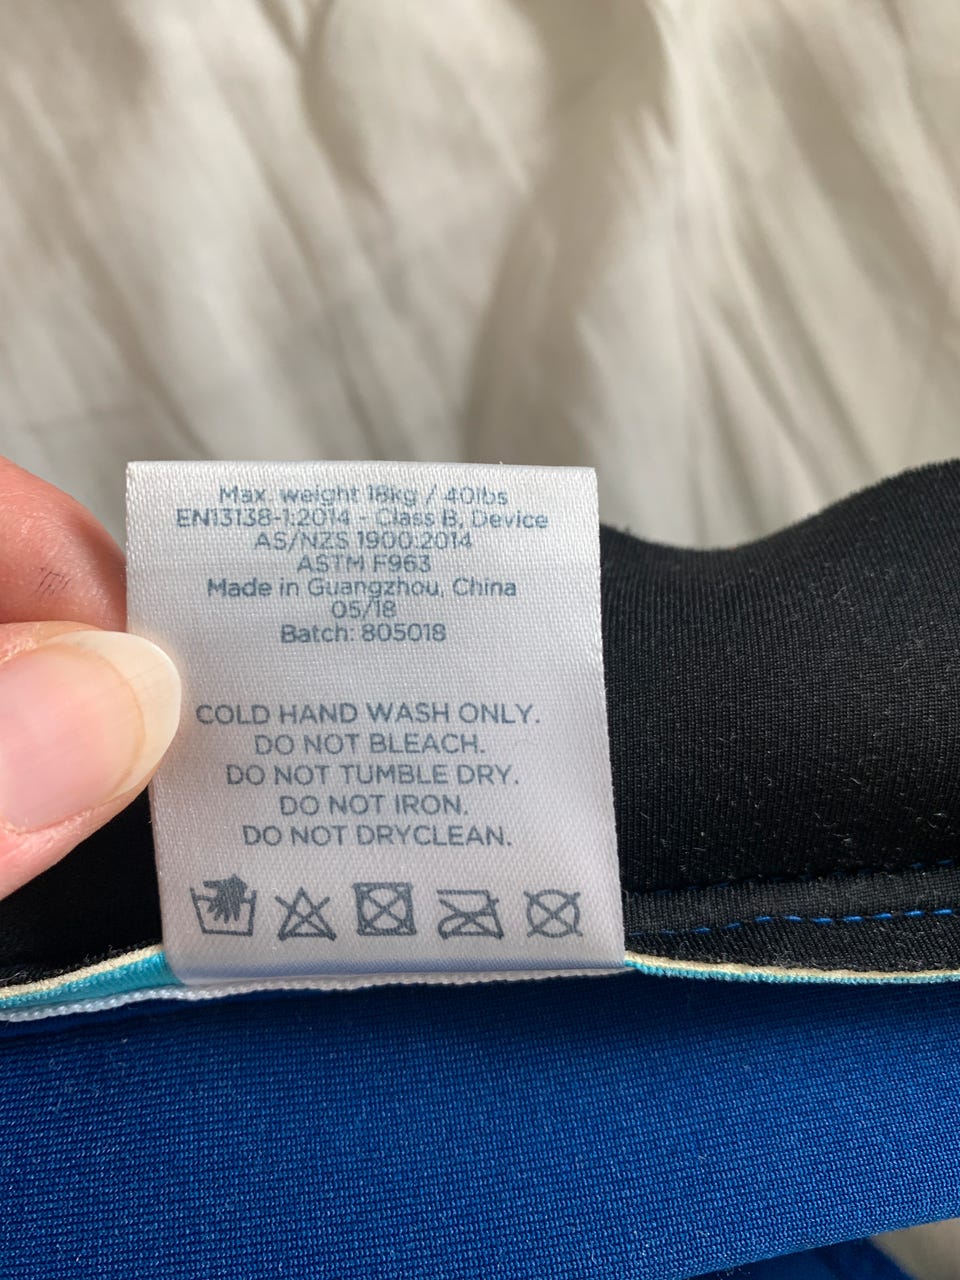 Max. weight 18kg / 40lbs
EN13138-1:2014 - Class B, Device
AS/NZS 1900:2014
ASTM F963
Made in Guangzhou, China
05/18
Batch: 805018
COLD HAND WASH ONLY.
DO NOT BLEACH.
DO NOT TUMBLE DRY.
DO NOT IRON.
DO NOT DRYCLEAN.